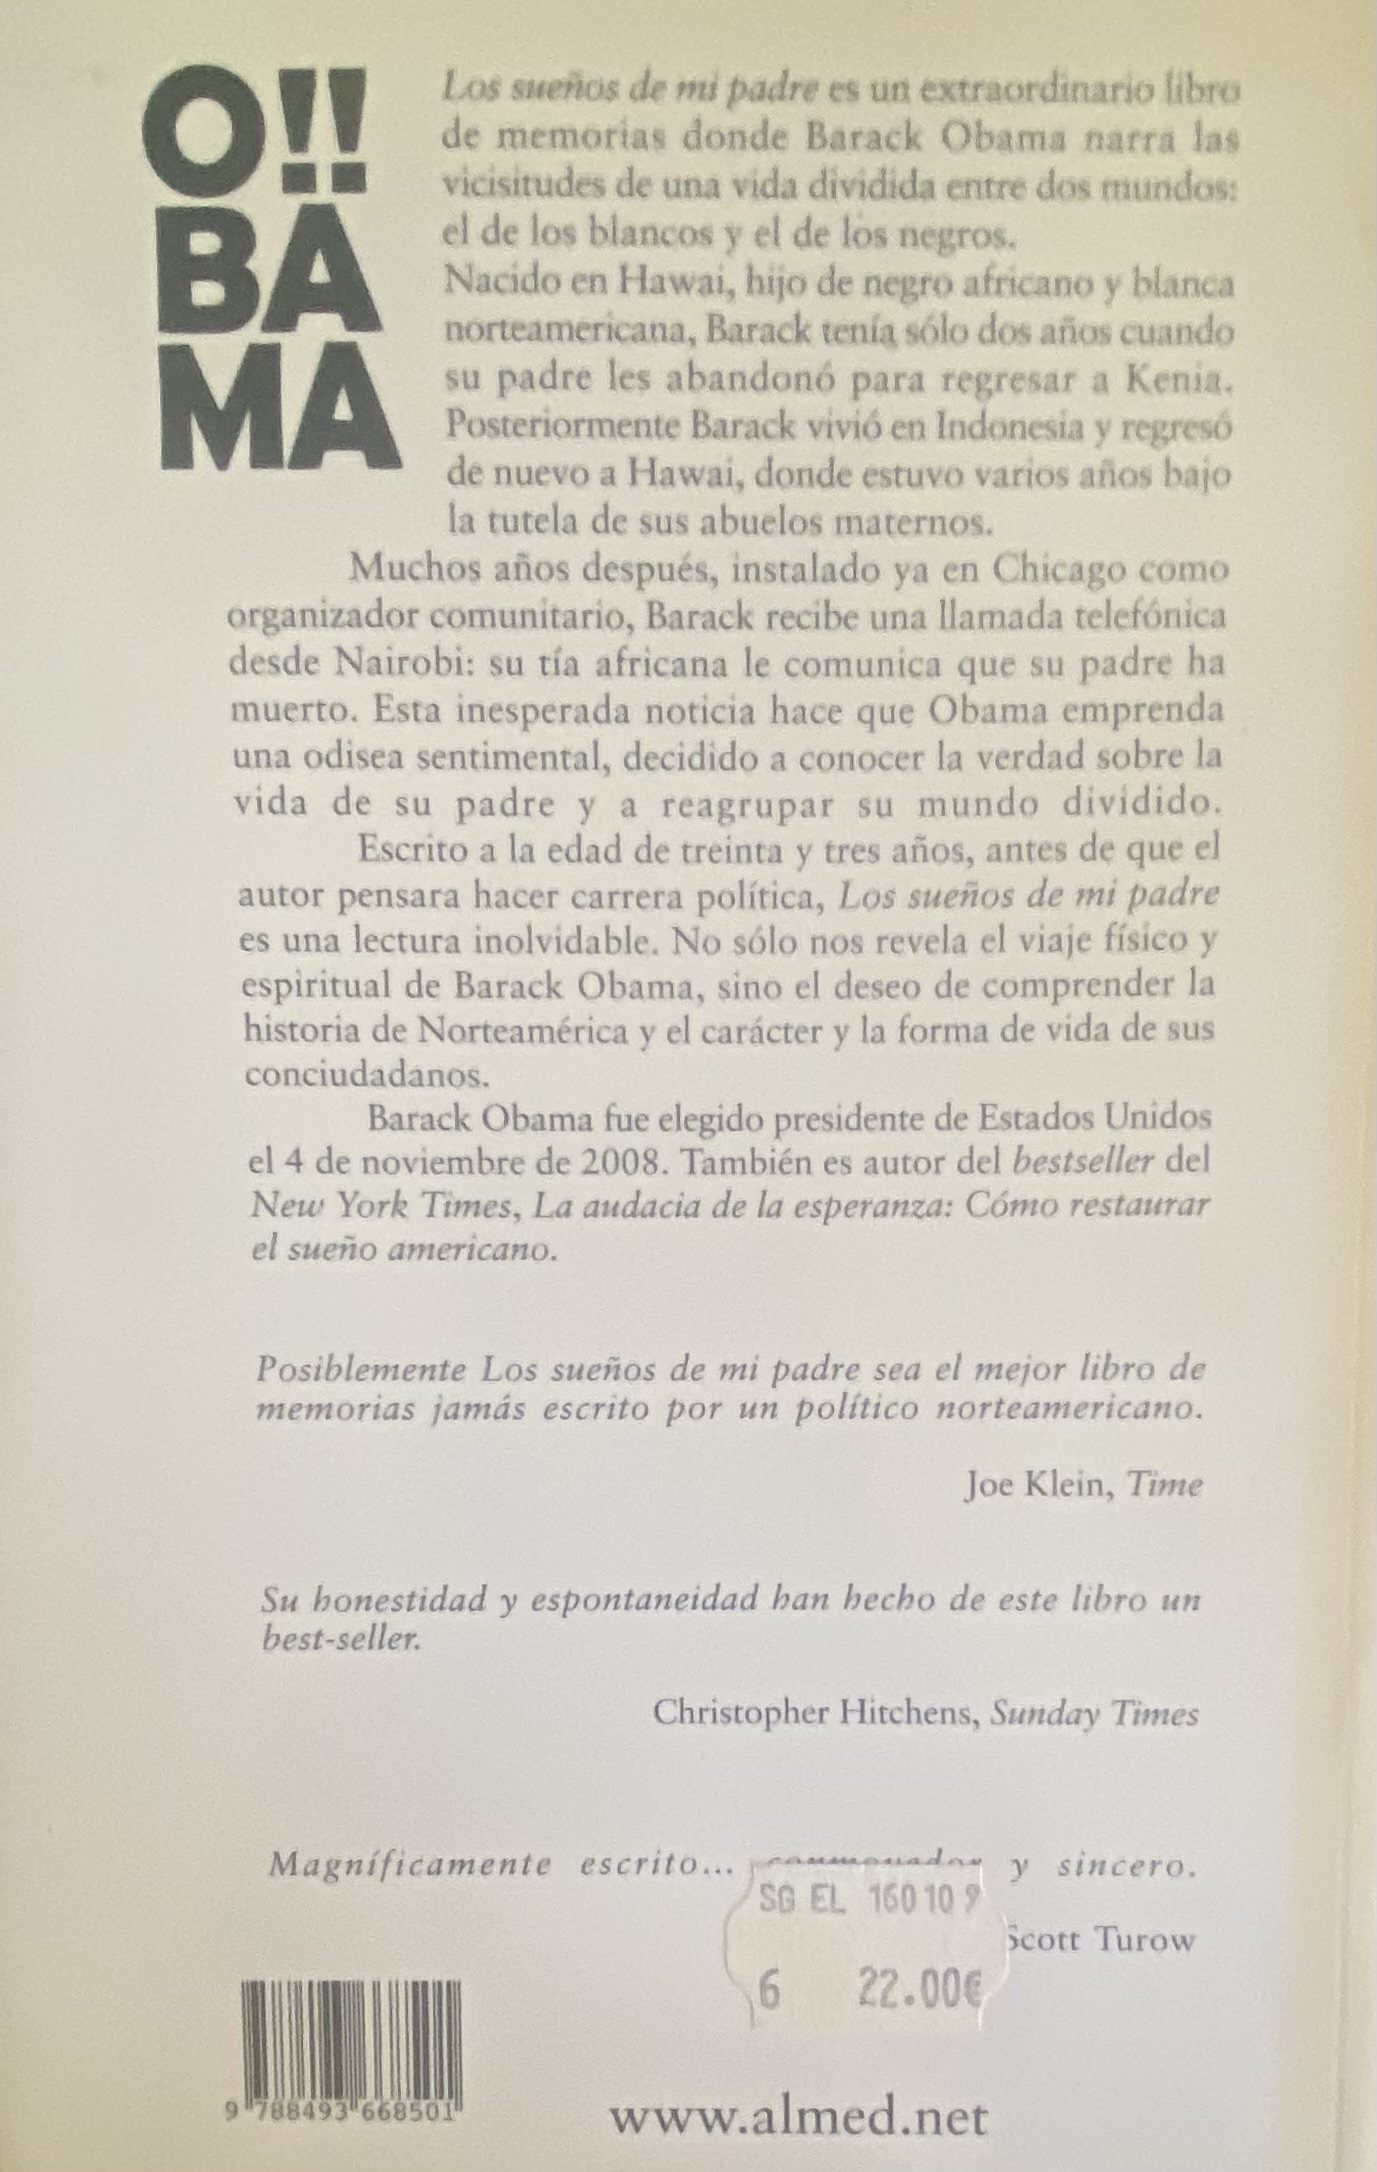 O!!
BA
MA
Los sueños de mi padre es un extraordinario libro
de memorias donde Barack Obama narra las
vicisitudes de una vida dividida entre dos mundos:
el de los blancos y el de los negros.
Nacido en Hawai, hijo de negro africano y blanca
norteamericana, Barack tenía sólo dos años cuando
su padre les abandonó para regresar a Kenia.
Posteriormente Barack vivió en Indonesia y regresó
de nuevo a Hawai, donde estuvo varios años bajo
la tutela de sus abuelos maternos.
Muchos años después, instalado ya en Chicago como
organizador comunitario, Barack recibe una llamada telefónica
desde Nairobi: su tía africana le comunica que su padre ha
muerto. Esta inesperada noticia hace que Obama emprenda
una odisea sentimental, decidido a conocer la verdad sobre la
vida de su padre y a reagrupar su mundo dividido.
Escrito a la edad de treinta y tres años, antes de que el
autor pensara hacer carrera política, Los sueños de mi padre
es una lectura inolvidable. No sólo nos revela el viaje físico y
espiritual de Barack Obama, sino el deseo de comprender la
historia de Norteamérica y el carácter y la forma de vida de sus
conciudadanos.
Barack Obama fue elegido presidente de Estados Unidos
el 4 de noviembre de 2008. También es autor del bestseller del
New York Times, La audacia de la esperanza: Cómo restaurar
el sueño americano.
Posiblemente Los sueños de mi padre sea el mejor libro de
memorias jamás escrito por un político norteamericano.
Joe Klein, Time
Su honestidad y espontaneidad han hecho de este libro un
best-seller.
Christopher Hitchens, Sunday Times
Magníficamente escrito... conmovedor y sincero.
Scott Turow
SGEL 160109
6 22.00€
9 788493 668501
www.almed.net